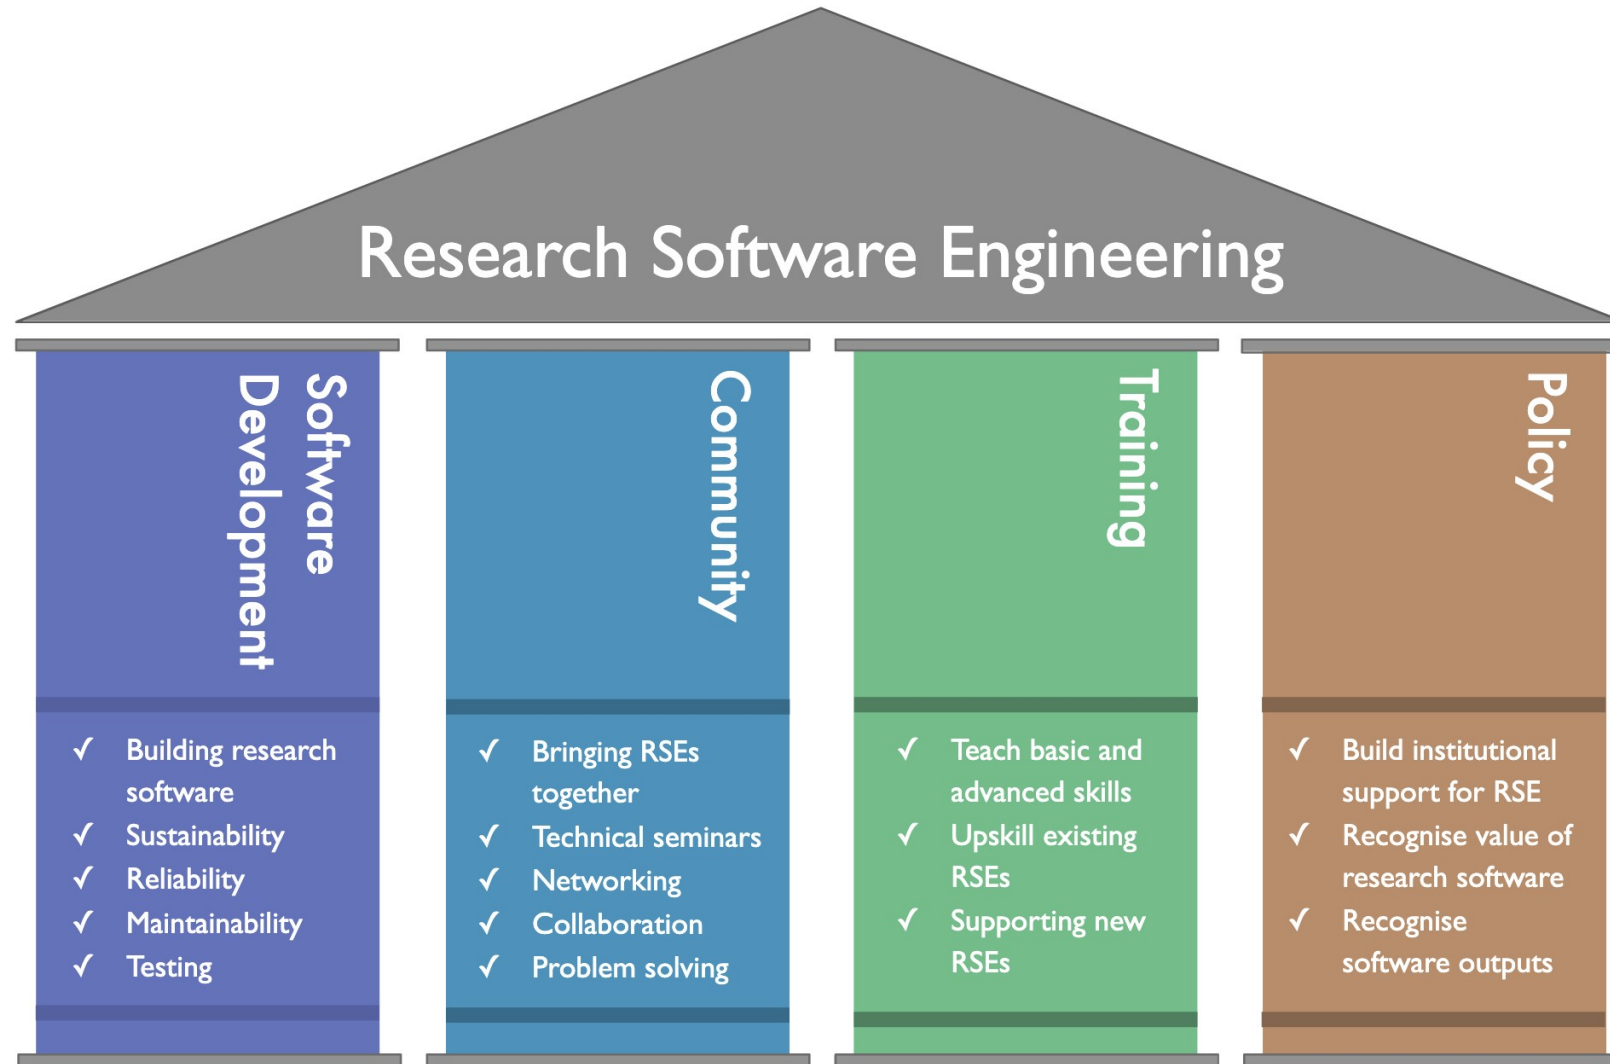 Research Software Engineering
Software
Development
✓ Building research
software
✓ Sustainability
✓ Reliability
✓ Maintainability
✓ Testing
Community
✓ Bringing RSEs
together
✓ Technical seminars
✓ Networking
✓ Collaboration
✓ Problem solving
Training
✓ Teach basic and
advanced skills
✓ Upskill existing
RSEs
✓ Supporting new
RSEs
Policy
✓ Build institutional
support for RSE
✓ Recognise value of
research software
✓ Recognise
software outputs